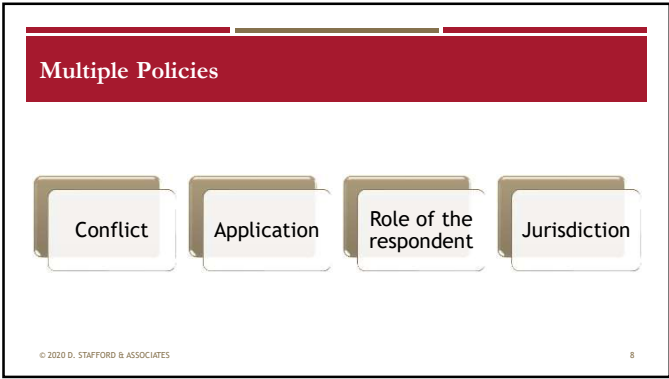 Multiple Policies
Conflict
Application
Role of the
respondent
Jurisdiction
© 2020 D. STAFFORD & ASSOCIATES
8